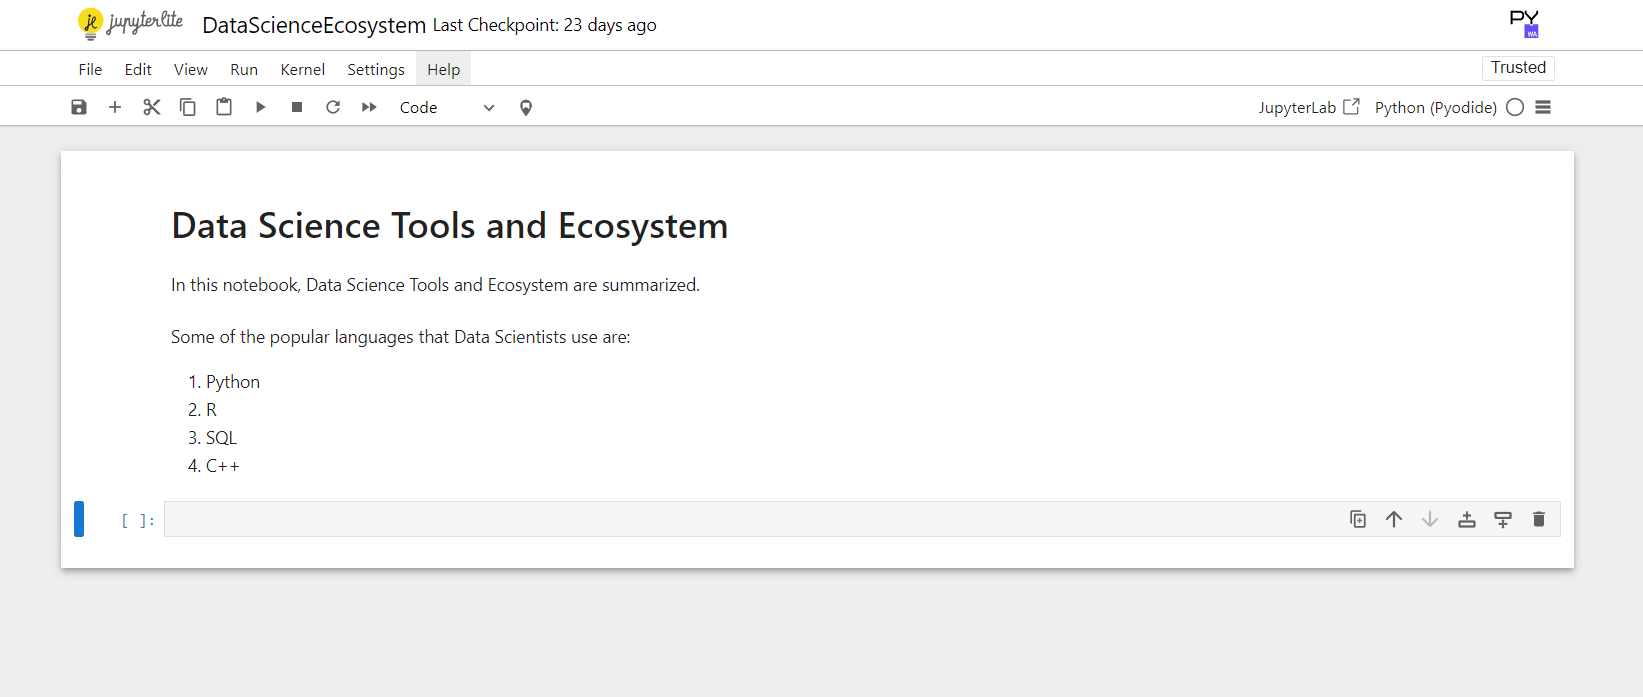 jupyterlite DataScienceEcosystem Last Checkpoint: 23 days ago PY WA
File Edit View Run Kernel Settings Help Trusted
Code JupyterLab Python (Pyodide)
Data Science Tools and Ecosystem
In this notebook, Data Science Tools and Ecosystem are summarized.
Some of the popular languages that Data Scientists use are:
1. Python
2. R
3. SQL
4. C++
[ ]: